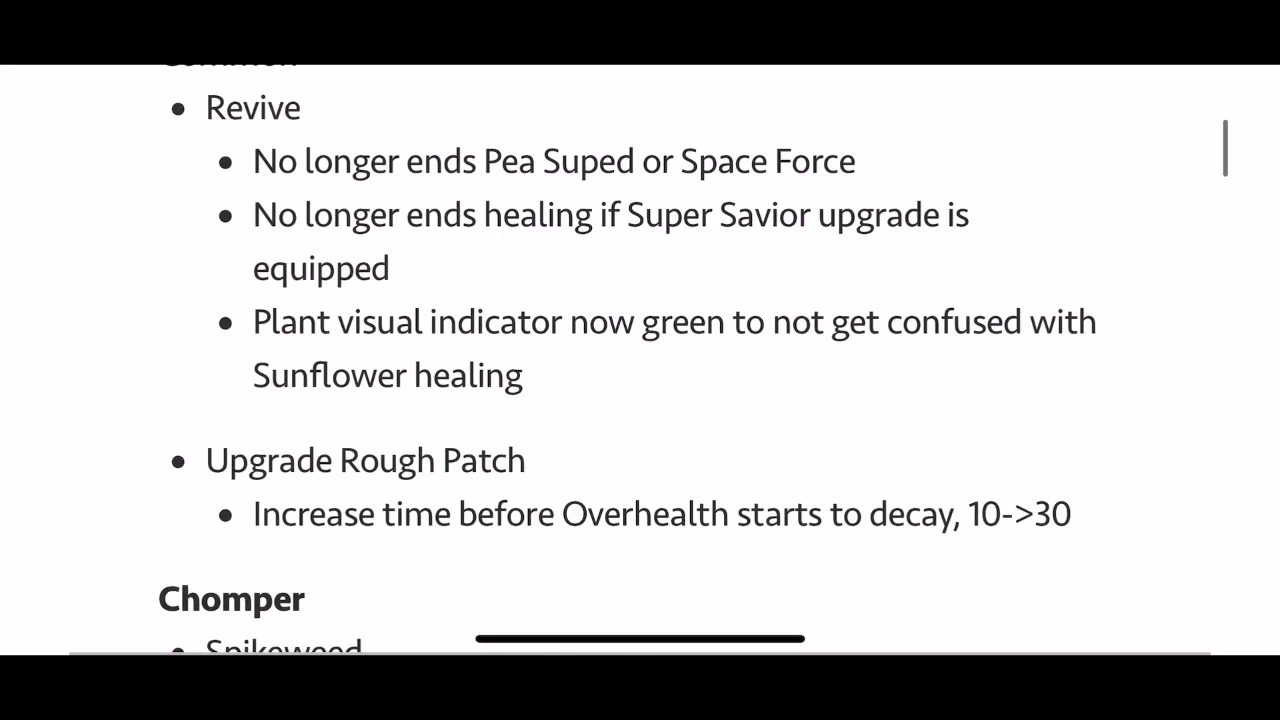 Revive
No longer ends Pea Suped or Space Force
No longer ends healing if Super Savior upgrade is
equipped
Plant visual indicator now green to not get confused with
Sunflower healing
Upgrade Rough Patch
Increase time before Overhealth starts to decay, 10->30
Chomper
Spikeweed